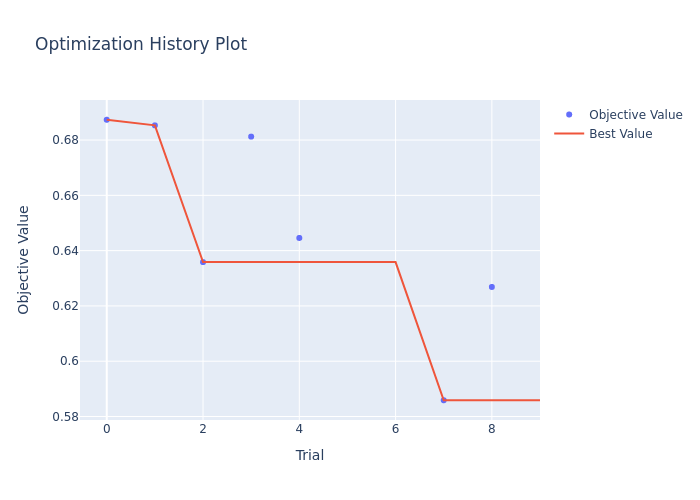 Optimization History Plot
Objective Value
Best Value
0.68
0.66
0.64
0.62
0.6
0.58
Objective Value
0 2 4 6 8
Trial